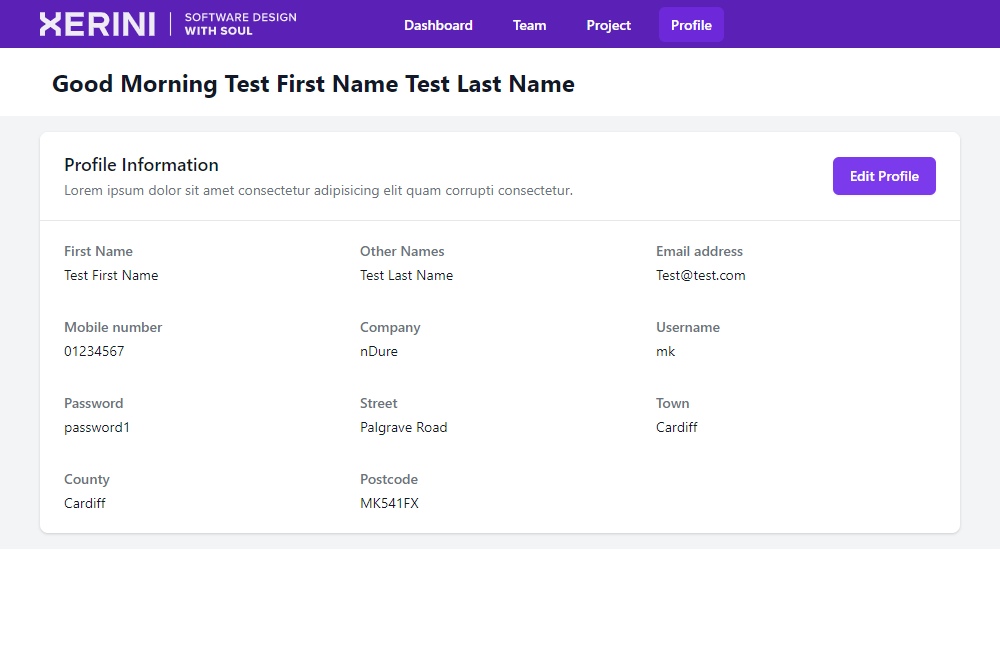 XERINI SOFTWARE DESIGN
WITH SOUL
Dashboard Team Project Profile
Good Morning Test First Name Test Last Name
Profile Information
Lorem ipsum dolor sit amet consectetur adipisicing elit quam corrupti consectetur.
Edit Profile
First Name Other Names Email address
Test First Name Test Last Name Test@test.com
Mobile number Company Username
01234567 nDure mk
Password Street Town
password1 Palgrave Road Cardiff
County Postcode
Cardiff MK541FX